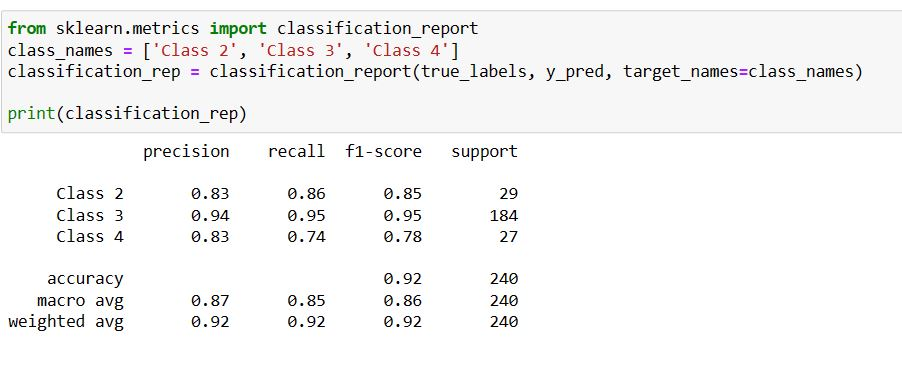 from sklearn.metrics import classification_report
class_names = ['Class 2', 'Class 3', 'Class 4']
classification_rep = classification_report(true_labels, y_pred, target_names=class_names)
print(classification_rep)
precision recall f1-score support
Class 2 0.83 0.86 0.85 29
Class 3 0.94 0.95 0.95 184
Class 4 0.83 0.74 0.78 27
accuracy 0.92 240
macro avg 0.87 0.85 0.86 240
weighted avg 0.92 0.92 0.92 240